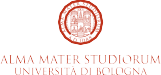 ALMA MATER STUDIORUM
UNIVERSITÀ DI BOLOGNA